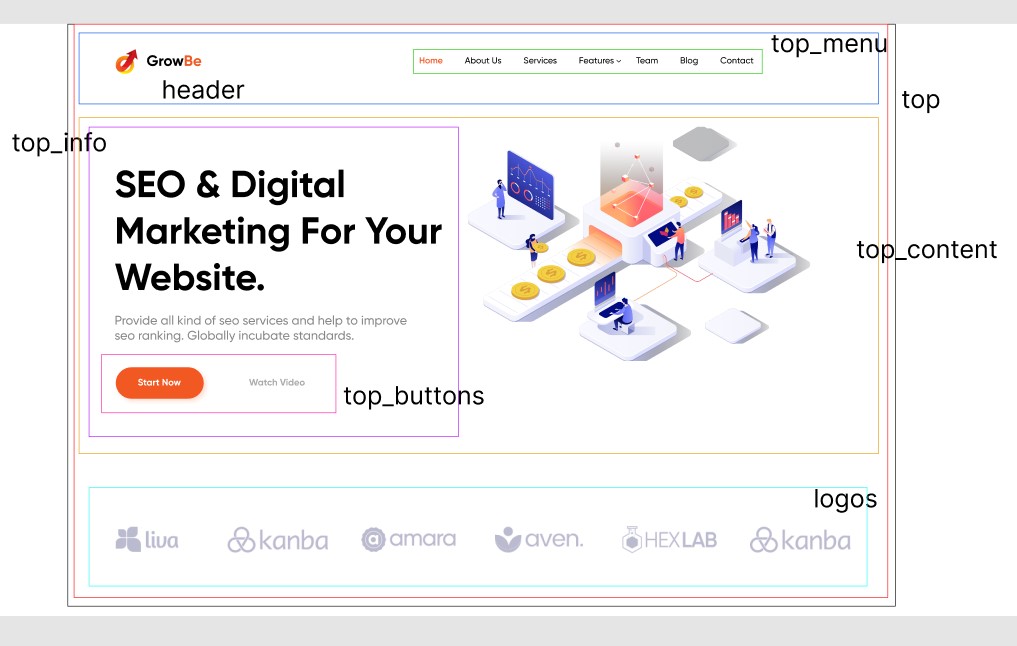 top_menu
GrowBe
Home About Us Services Features Team Blog Contact
header
top
top_info
SEO & Digital
Marketing For Your
Website.
top_content
Provide all kind of seo services and help to improve
seo ranking. Globally incubate standards.
Start Now Watch Video
top_buttons
logos
liva kanba amara aven. HEXLAB kanba